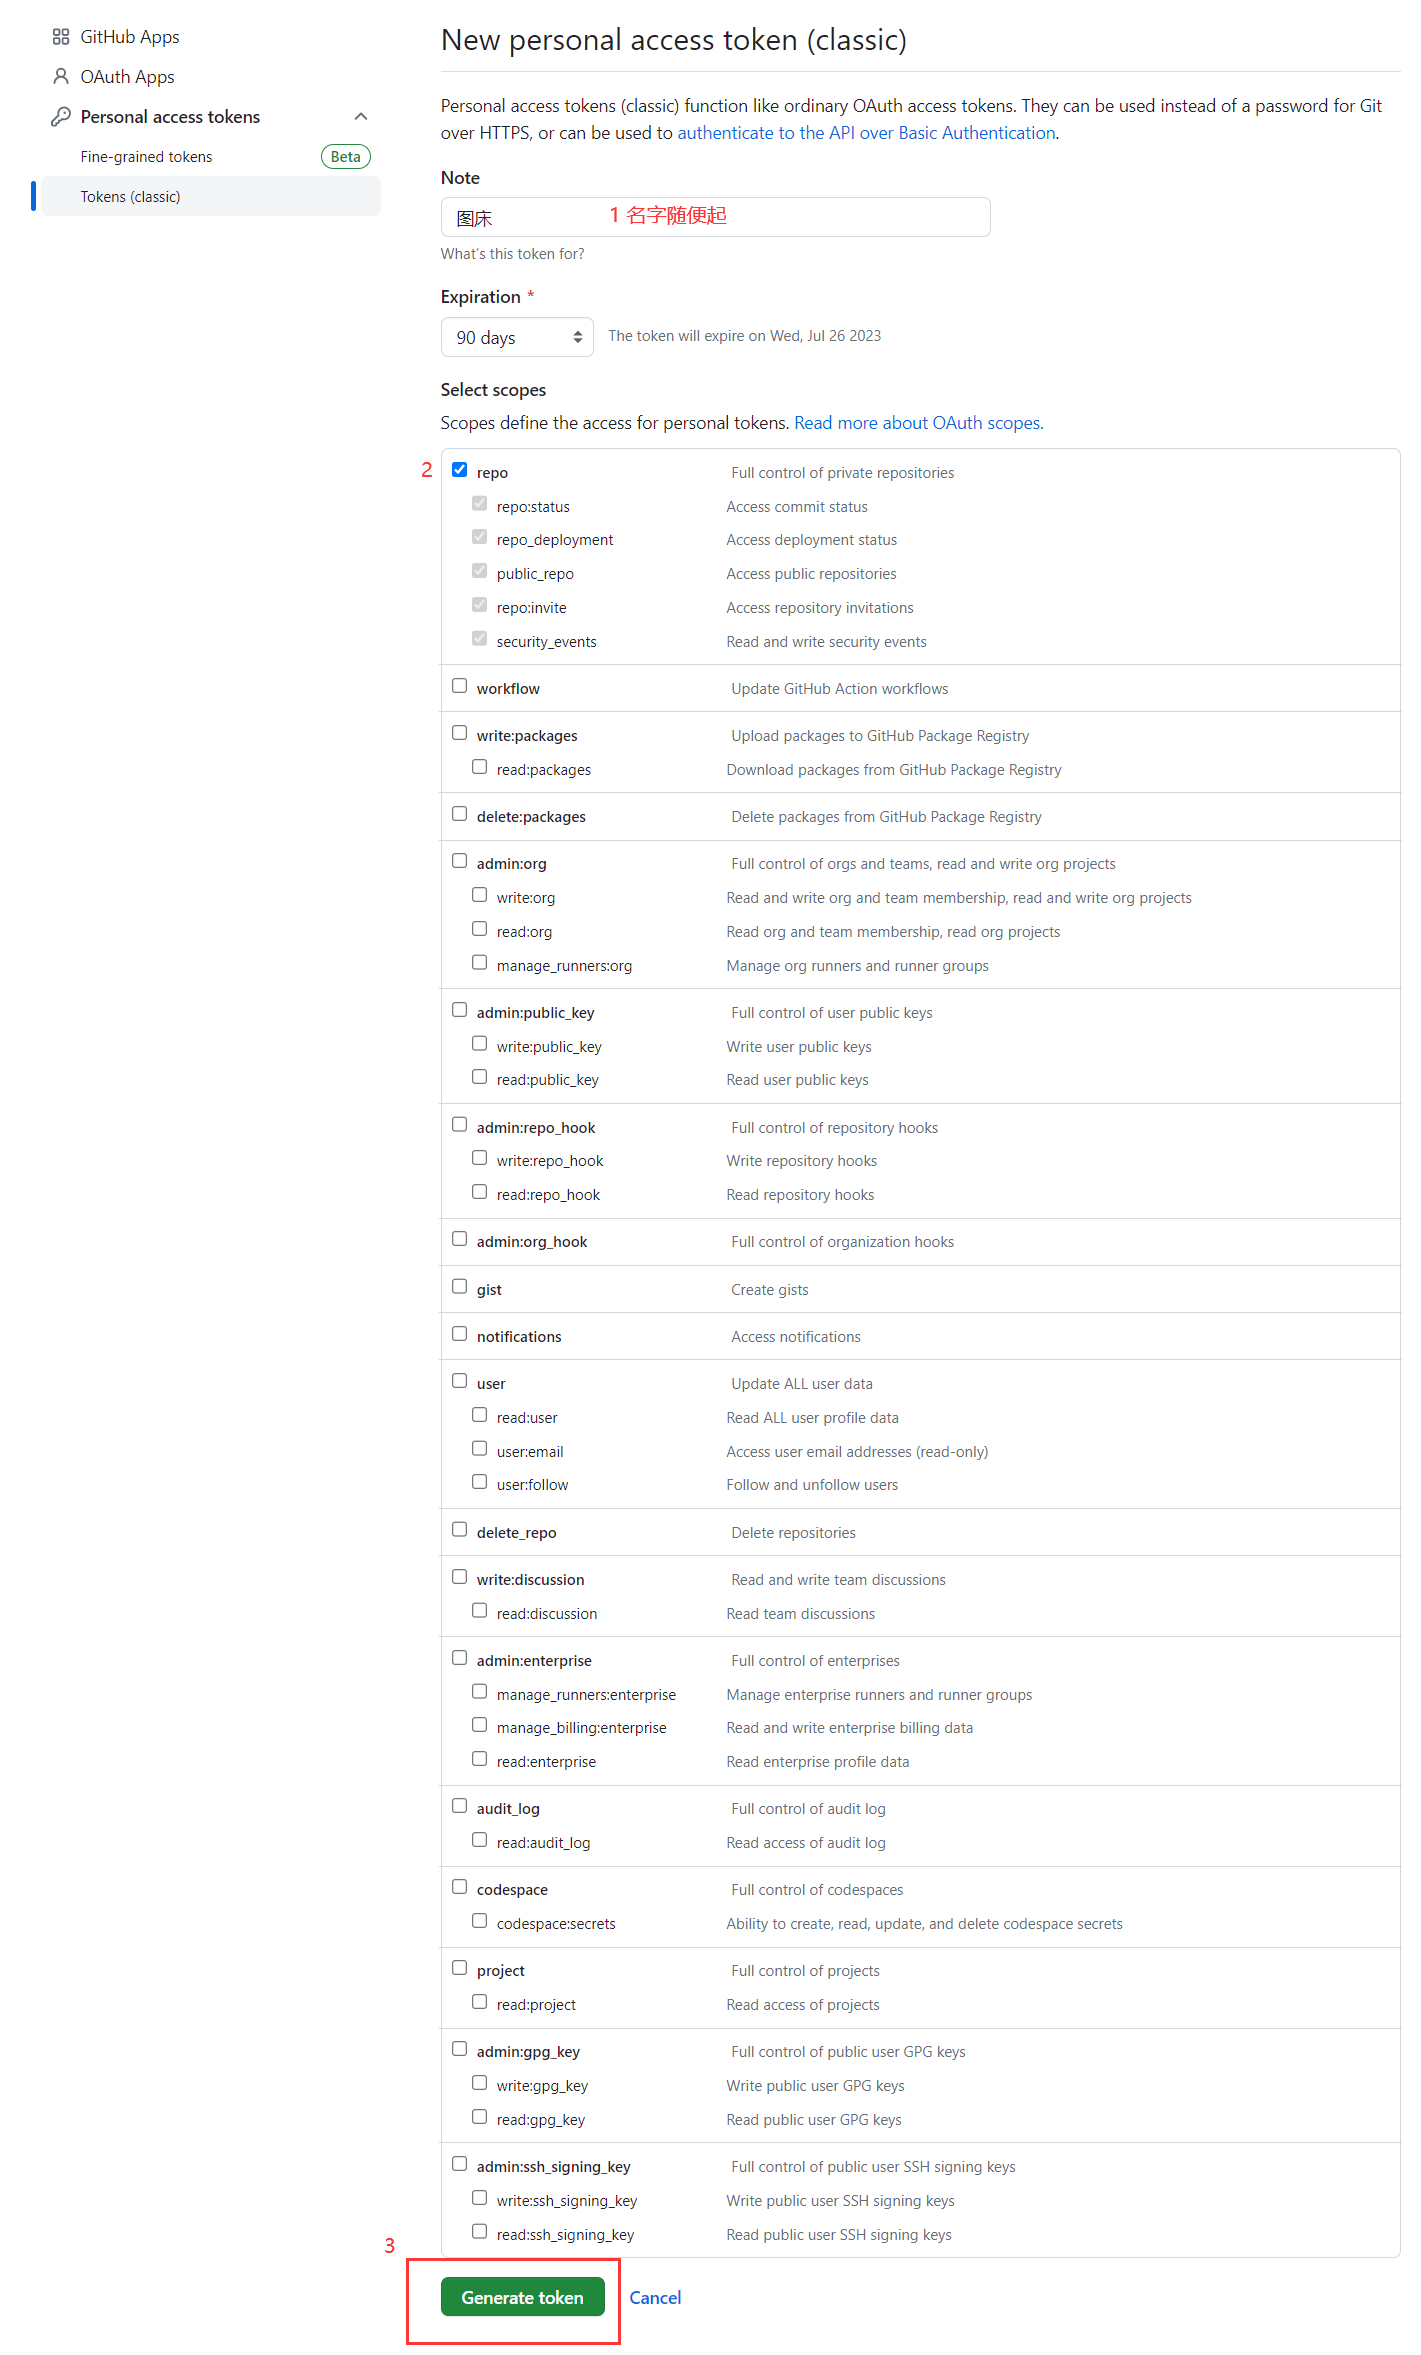 GitHub Apps
OAuth Apps
Personal access tokens
Fine-grained tokens Beta
Tokens (classic)
New personal access token (classic)
Personal access tokens (classic) function like ordinary OAuth access tokens. They can be used instead of a password for Git
over HTTPS, or can be used to authenticate to the API over Basic Authentication.
Note
图床 1 名字随便起
What's this token for?
Expiration *
90 days The token will expire on Wed, Jul 26 2023
Select scopes
Scopes define the access for personal tokens. Read more about OAuth scopes.
2 repo Full control of private repositories
repo:status Access commit status
repo_deployment Access deployment status
public_repo Access public repositories
repo:invite Access repository invitations
security_events Read and write security events
workflow Update GitHub Action workflows
write:packages Upload packages to GitHub Package Registry
read:packages Download packages from GitHub Package Registry
delete:packages Delete packages from GitHub Package Registry
admin:org Full control of orgs and teams, read and write org projects
write:org Read and write org and team membership, read and write org projects
read:org Read org and team membership, read org projects
manage_runners:org Manage org runners and runner groups
admin:public_key Full control of user public keys
write:public_key Write user public keys
read:public_key Read user public keys
admin:repo_hook Full control of repository hooks
write:repo_hook Write repository hooks
read:repo_hook Read repository hooks
admin:org_hook Full control of organization hooks
gist Create gists
notifications Access notifications
user Update ALL user data
read:user Read ALL user profile data
user:email Access user email addresses (read-only)
user:follow Follow and unfollow users
delete_repo Delete repositories
write:discussion Read and write team discussions
read:discussion Read team discussions
admin:enterprise Full control of enterprises
manage_runners:enterprise Manage enterprise runners and runner groups
manage_billing:enterprise Read and write enterprise billing data
read:enterprise Read enterprise profile data
audit_log Full control of audit log
read:audit_log Read access of audit log
codespace Full control of codespaces
codespace:secrets Ability to create, read, update, and delete codespace secrets
project Full control of projects
read:project Read access of projects
admin:gpg_key Full control of public user GPG keys
write:gpg_key Write public user GPG keys
read:gpg_key Read public user GPG keys
admin:ssh_signing_key Full control of public user SSH signing keys
write:ssh_signing_key Write public user SSH signing keys
read:ssh_signing_key Read public user SSH signing keys
3
Generate token Cancel